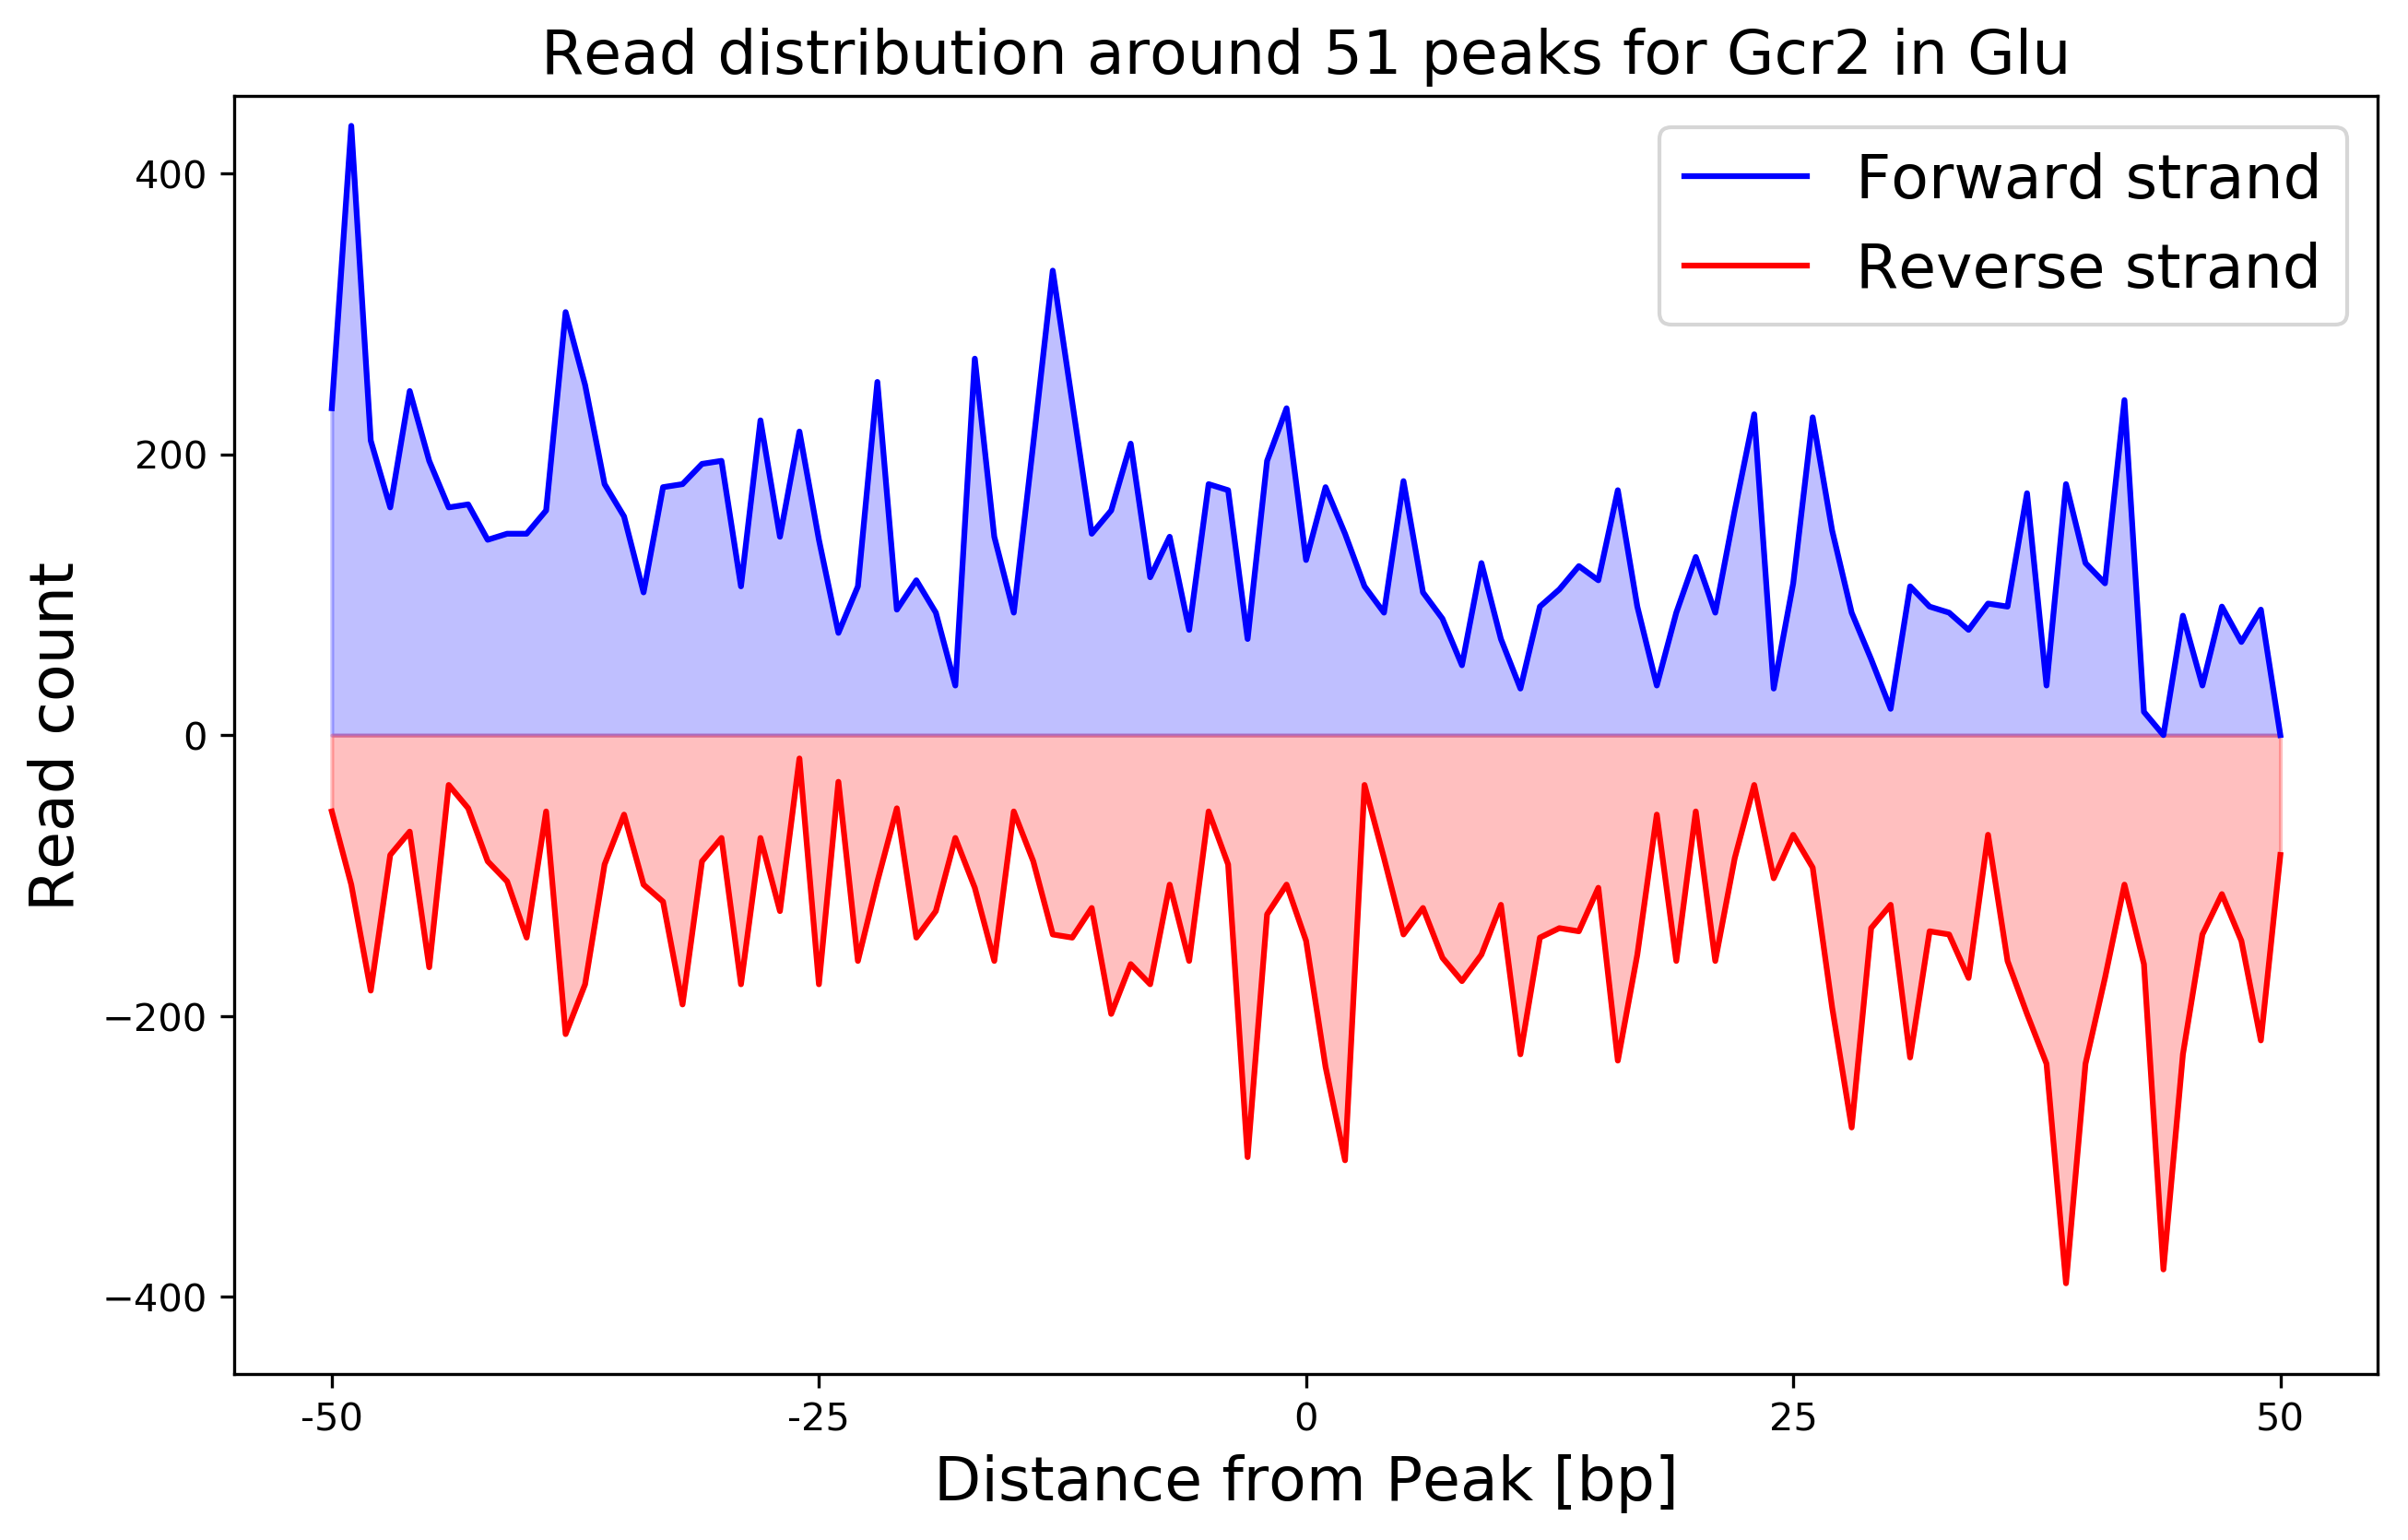 Read distribution around 51 peaks for Gcr2 in Glu
Forward strand
Reverse strand
Read count
400
200
0
−200
−400
-50
-25
0
25
50
Distance from Peak [bp]